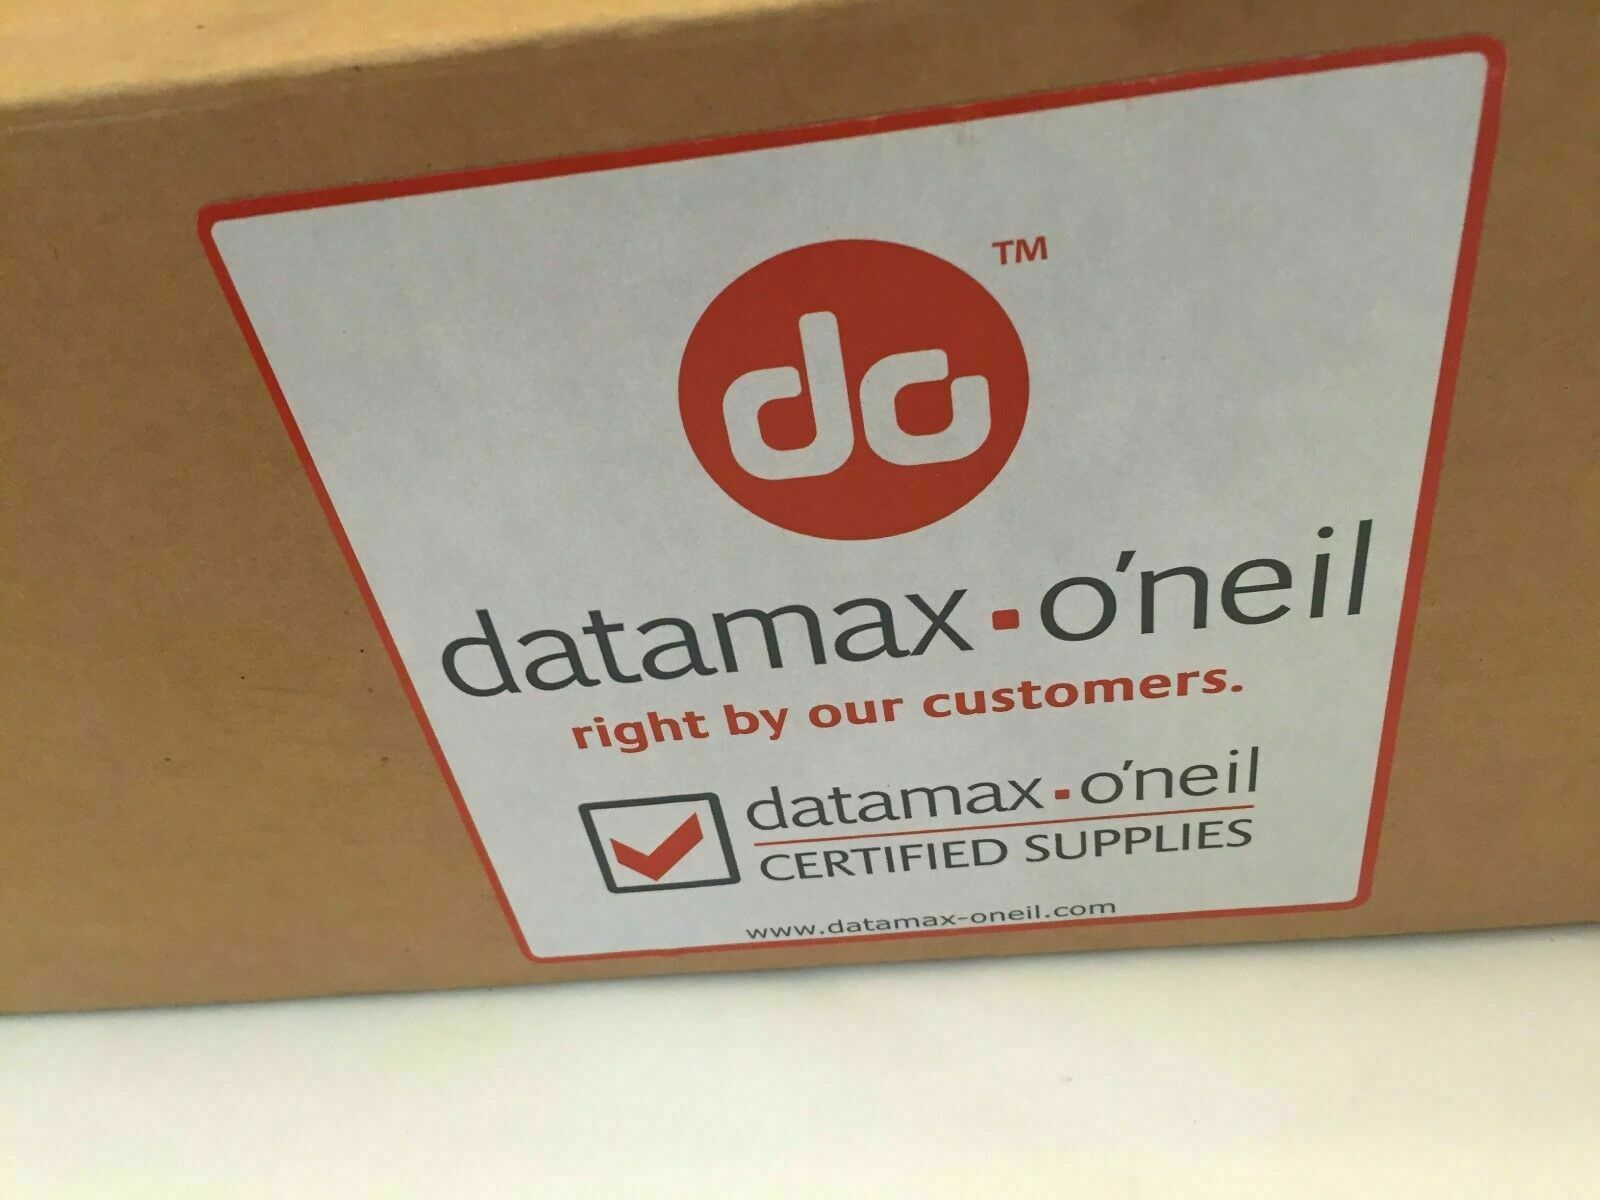 do TM
datamax·o'neil
right by our customers.
datamax·o'neil
CERTIFIED SUPPLIES
www.datamax-oneil.com